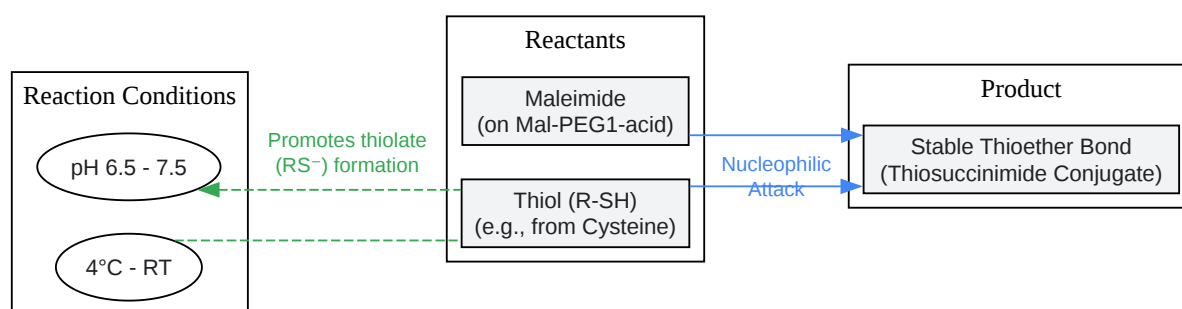 Reaction Conditions
pH 6.5 - 7.5
4°C - RT
Promotes thiolate
(RS⁻) formation
Reactants
Maleimide
(on Mal-PEG1-acid)
Thiol (R-SH)
(e.g., from Cysteine)
Nucleophilic
Attack
Product
Stable Thioether Bond
(Thiosuccinimide Conjugate)